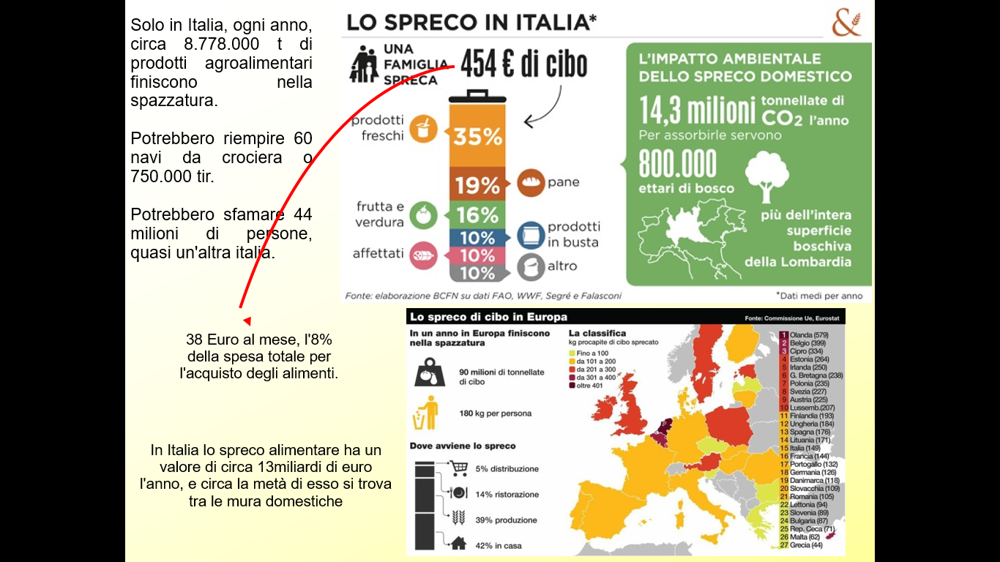 Solo in Italia, ogni anno,
circa 8.778.000 t di
prodotti agroalimentari
finiscono nella
spazzatura.
Potrebbero riempire 60
navi da crociera o
750.000 tir.
Potrebbero sfamare 44
milioni di persone,
quasi un'altra italia.
38 Euro al mese, l'8%
della spesa totale per
l'acquisto degli alimenti.
In Italia lo spreco alimentare ha un
valore di circa 13miliardi di euro
l'anno, e circa la metà di esso si trova
tra le mura domestiche
LO SPRECO IN ITALIA*
&
UNA
FAMIGLIA
SPRECA
454 € di cibo
prodotti
freschi
35%
19%
pane
frutta e
verdura
16%
10%
prodotti
in busta
affettati
10%
10%
altro
L'IMPATTO AMBIENTALE
DELLO SPRECO DOMESTICO
14,3 milioni tonnellate di
CO2 l'anno
Per assorbirle servono
800.000
ettari di bosco
più dell'intera
superficie
boschiva
della Lombardia
Fonte: elaborazione BCFN su dati FAO, WWF, Segré e Falasconi
*Dati medi per anno
Lo spreco di cibo in Europa
Fonte: Commissione Ue, Eurostat
In un anno in Europa finiscono
nella spazzatura
90 milioni di tonnellate
di cibo
180 kg per persona
Dove avviene lo spreco
5% distribuzione
14% ristorazione
39% produzione
42% in casa
La classifica
kg procapite di cibo sprecato
Fino a 100
da 101 a 200
da 201 a 300
da 301 a 400
oltre 401
1 Olanda (579)
2 Belgio (399)
3 Cipro (334)
4 Estonia (264)
5 Irlanda (250)
6 G. Bretagna (238)
7 Polonia (235)
8 Svezia (227)
9 Austria (225)
10 Lussemb.(207)
11 Finlandia (193)
12 Ungheria (184)
13 Spagna (176)
14 Lituania (171)
15 Italia (149)
16 Francia (144)
17 Portogallo (132)
18 Germania (126)
19 Danimarca (118)
20 Slovacchia (109)
21 Romania (105)
22 Lettonia (94)
23 Slovenia (89)
24 Bulgaria (87)
25 Rep. Ceca (71)
26 Malta (62)
27 Grecia (44)